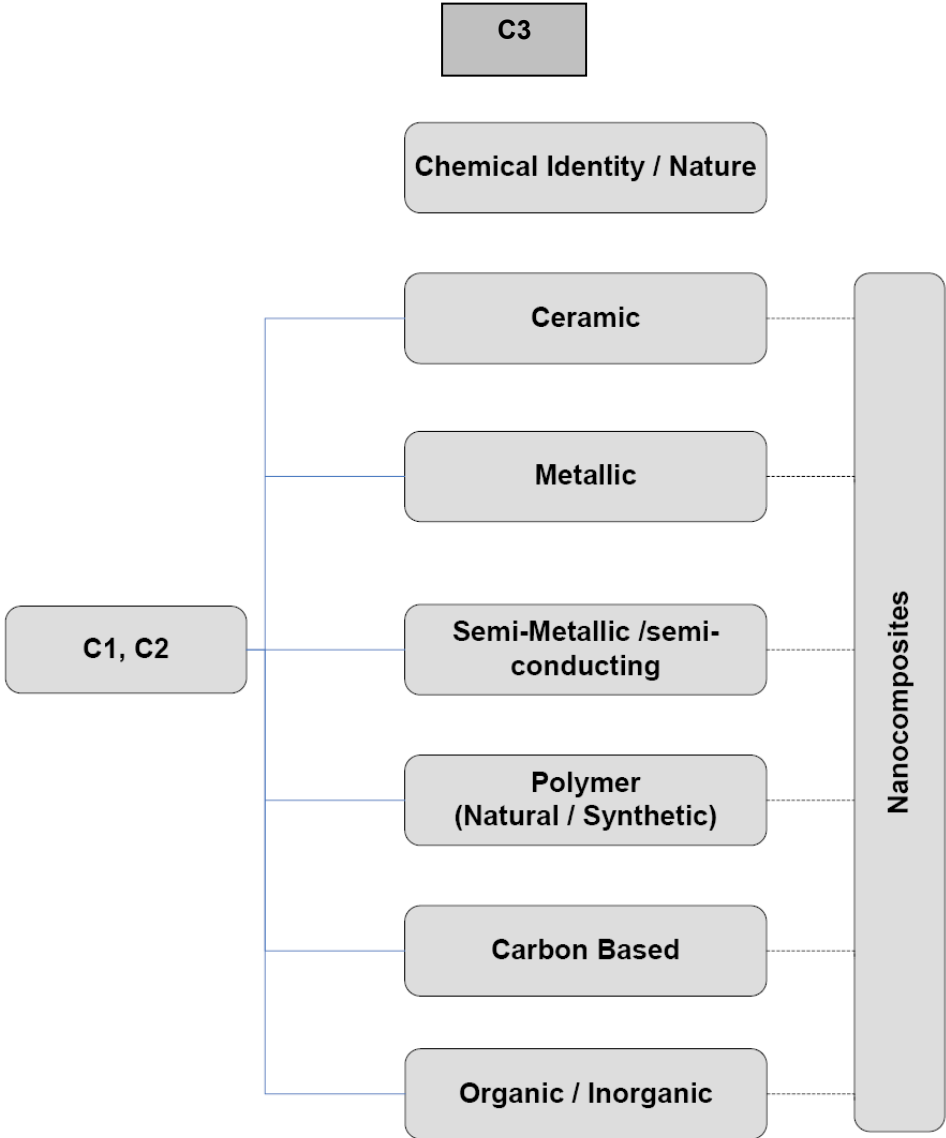 C3
Chemical Identity / Nature
Ceramic
Metallic
C1, C2
Semi-Metallic /semi-
conducting
Polymer
(Natural / Synthetic)
Carbon Based
Organic / Inorganic
Nanocomposites